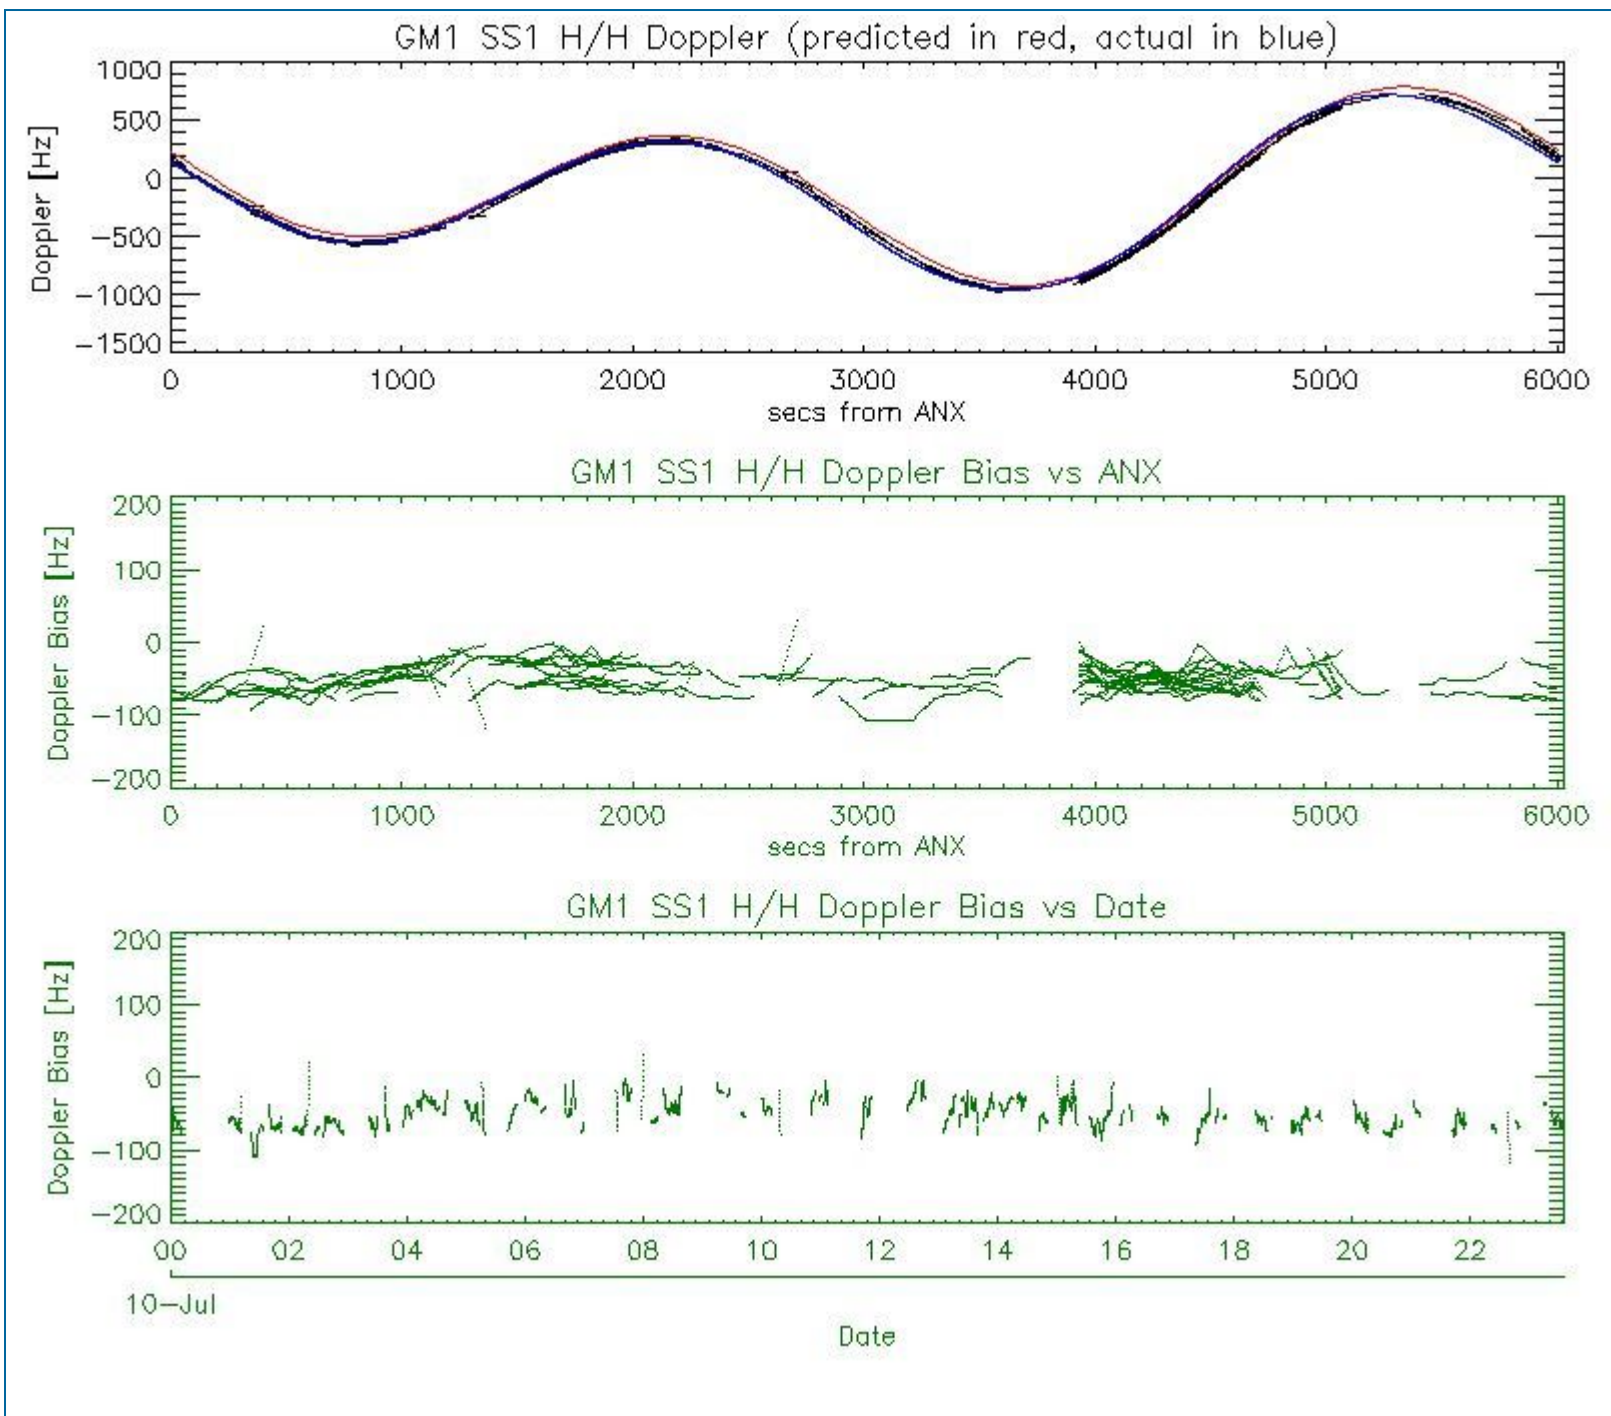 GM1 SS1 H/H Doppler (predicted in red, actual in blue)
Doppler [Hz]
1000
500
0
−500
−1000
−1500
0 1000 2000 3000 4000 5000 6000
secs from ANX
GM1 SS1 H/H Doppler Bias vs ANX
Doppler Bias [Hz]
200
100
0
−100
−200
0 1000 2000 3000 4000 5000 6000
secs from ANX
GM1 SS1 H/H Doppler Bias vs Date
Doppler Bias [Hz]
200
100
0
−100
−200
00 02 04 06 08 10 12 14 16 18 20 22
10−Jul
Date